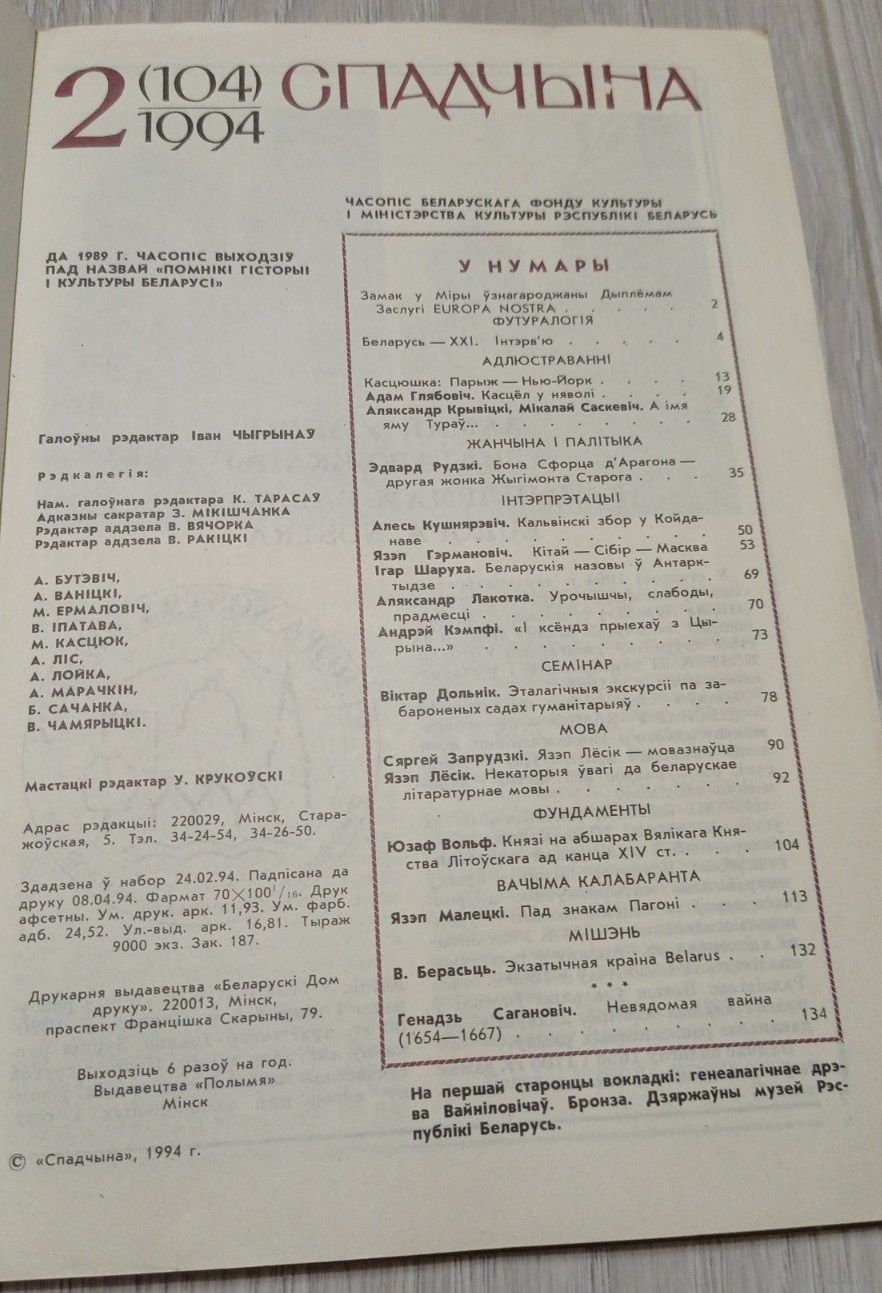 2 (104) 1994 СПАДЧЫНА
ЧАСОПІС БЕЛАРУСКАГА ФОНДУ КУЛЬТУРЫ
І МІНІСТЭРСТВА КУЛЬТУРЫ РЭСПУБЛІКІ БЕЛАРУСЬ
ДА 1989 Г. ЧАСОПІС ВЫХОДЗІЎ
ПАД НАЗВАЙ «ПОМНІКІ ГІСТОРЫІ
І КУЛЬТУРЫ БЕЛАРУСІ»
Галоўны рэдактар Іван ЧЫГРЫНАЎ
Рэдкалегія:
Нам. галоўнага рэдактара К. ТАРАСАЎ
Адказны сакратар З. МІКІШЧАНКА
Рэдактар аддзела В. ВЯЧОРКА
Рэдактар аддзела В. РАКІЦКІ
А. БУТЭВІЧ,
А. ВАНІЦКІ,
М. ЕРМАЛОВІЧ,
В. ІПАТАВА,
М. КАСЦЮК,
А. ЛІС,
А. ЛОЙКА,
А. МАРАЧКІН,
Б. САЧАНКА,
В. ЧАМЯРЫЦКІ.
Мастацкі рэдактар У. КРУКОЎСКІ
Адрас рэдакцыі: 220029, Мінск, Стара-
жоўская, 5. Тэл. 34-24-54, 34-26-50.
Здадзена ў набор 24.02.94. Падпісана да
друку 08.04.94. Фармат 70×100¹/₁₆. Друк
афсетны. Ум. друк. арк. 11,93. Ум. фарб.
адб. 24,52. Ул.-выд. арк. 16,81. Тыраж
9000 экз. Зак. 187.
Друкарня выдавецтва «Беларускі Дом
друку». 220013, Мінск,
праспект Францішка Скарыны, 79.
Выходзіць 6 разоў на год.
Выдавецтва «Полымя»
Мінск
© «Спадчына», 1994 г.
У НУМАРЫ
Замак у Міры ўзнагароджаны Дыплёмам
Заслугі EUROPA NOSTRA . . . . . 2
ФУТУРАЛОГІЯ
Беларусь — XXI. Інтэрв'ю . . . . . 4
АДЛЮСТРАВАННІ
Касцюшка: Парыж — Нью-Йорк . . . . 13
Адам Глябовіч. Касцёл у няволі . . . . 19
Аляксандр Крывіцкі, Мікалай Саскевіч. А імя
яму Тураў... . . . . . . . . 28
ЖАНЧЫНА І ПАЛІТЫКА
Эдвард Рудзкі. Бона Сфорца д'Арагона —
другая жонка Жыгімонта Старога . . . 35
ІНТЭРПРЭТАЦЫІ
Алесь Кушнярэвіч. Кальвінскі збор у Койда-
наве . . . . . . . . . 50
Язэп Гэрмановіч. Кітай — Сібір — Масква 53
Ігар Шаруха. Беларускія назовы ў Антарк-
тыдзе . . . . . . . . . 69
Аляксандр Лакотка. Урочышчы, слабоды,
прадмесці . . . . . . . . 70
Андрэй Кэмпфі. «І ксёндз прыехаў з Цы-
рына...» . . . . . . . . 73
СЕМІНАР
Віктар Дольнік. Эталагічныя экскурсіі па за-
бароненых садах гуманітарыяў . . . . 78
МОВА
Сяргей Запрудзкі. Язэп Лёсік — мовазнаўца 90
Язэп Лёсік. Некаторыя ўвагі да беларускае
літаратурнае мовы . . . . . . 92
ФУНДАМЕНТЫ
Юзаф Вольф. Князі на абшарах Вялікага Кня-
ства Літоўскага ад канца XIV ст. . . . 104
ВАЧЫМА КАЛАБАРАНТА
Язэп Малецкі. Пад знакам Пагоні . . . 113
МІШЭНЬ
В. Берасьць. Экзатычная краіна Belarus . . 132
* * *
Генадзь Сагановіч. Невядомая вайна
(1654—1667) . . . . . . . . 134
На першай старонцы вокладкі: генеалагічнае дрэ-
ва Вайніловічаў. Бронза. Дзяржаўны музей Рэс-
публікі Беларусь.